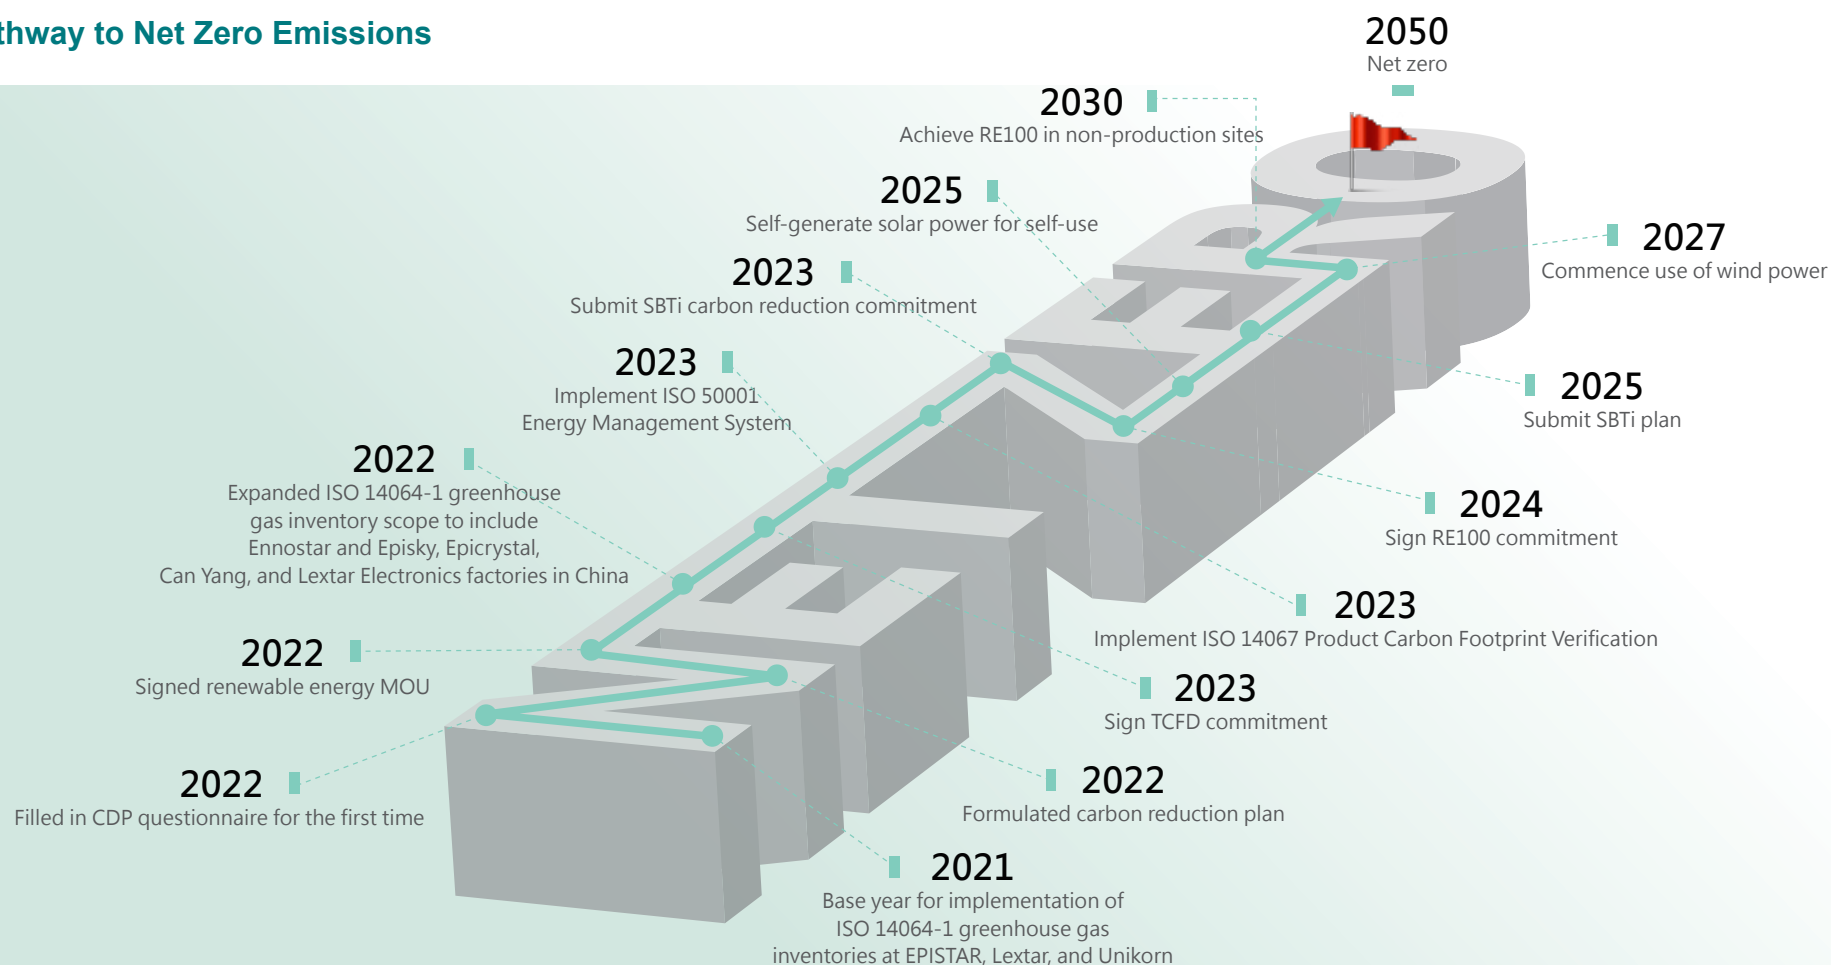 thway to Net Zero Emissions
2050
Net zero
2030
Achieve RE100 in non-production sites
2025
Self-generate solar power for self-use
2027
Commence use of wind power
2023
Submit SBTi carbon reduction commitment
2023
Implement ISO 50001
Energy Management System
2025
Submit SBTi plan
2022
Expanded ISO 14064-1 greenhouse
gas inventory scope to include
Ennostar and Episky, Epicrystal,
Can Yang, and Lextar Electronics factories in China
2024
Sign RE100 commitment
2023
Implement ISO 14067 Product Carbon Footprint Verification
2022
Signed renewable energy MOU
2023
Sign TCFD commitment
2022
Filled in CDP questionnaire for the first time
2022
Formulated carbon reduction plan
2021
Base year for implementation of
ISO 14064-1 greenhouse gas
inventories at EPISTAR, Lextar, and Unikorn
NET ZERO